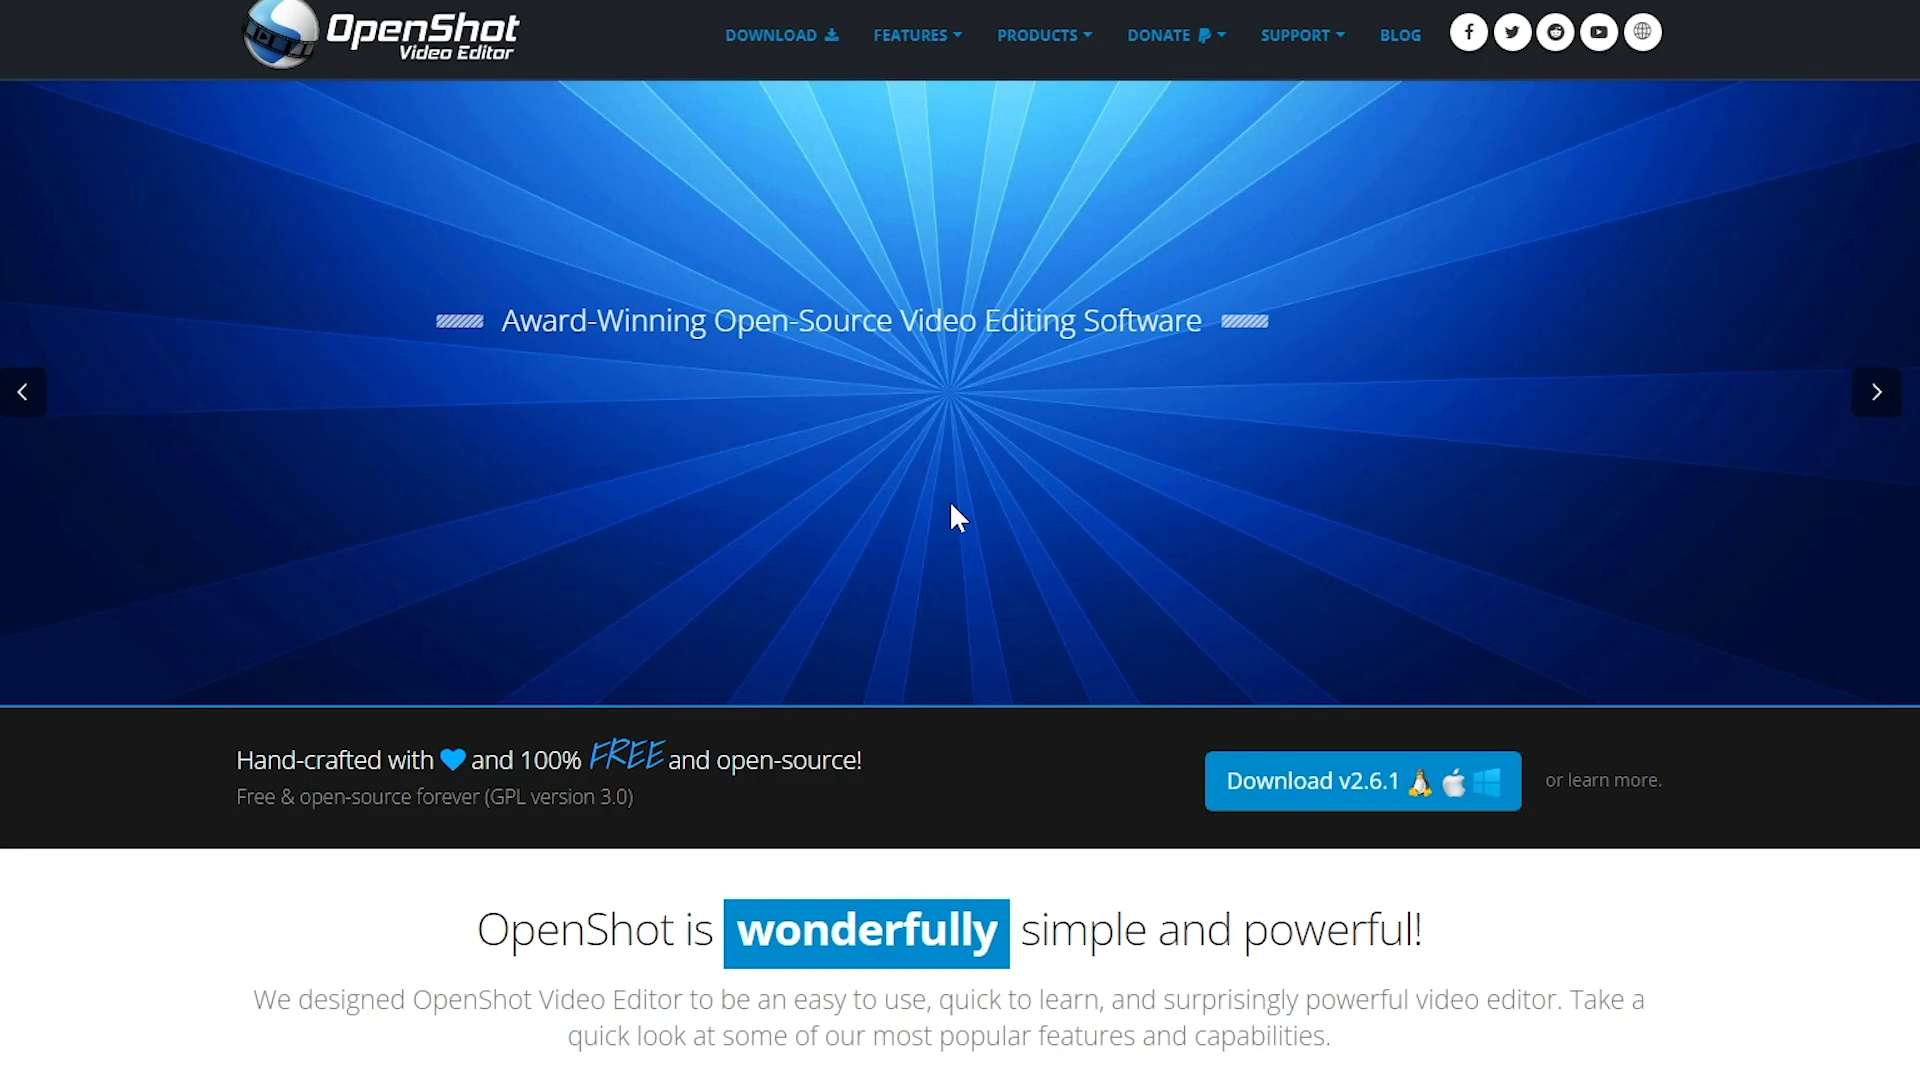 OpenShot
Video Editor
DOWNLOAD FEATURES PRODUCTS DONATE SUPPORT BLOG
Award-Winning Open-Source Video Editing Software
Hand-crafted with and 100% FREE and open-source!
Free & open-source forever (GPL version 3.0)
Download v2.6.1
or learn more.
OpenShot is wonderfully simple and powerful!
We designed OpenShot Video Editor to be an easy to use, quick to learn, and surprisingly powerful video editor. Take a
quick look at some of our most popular features and capabilities.